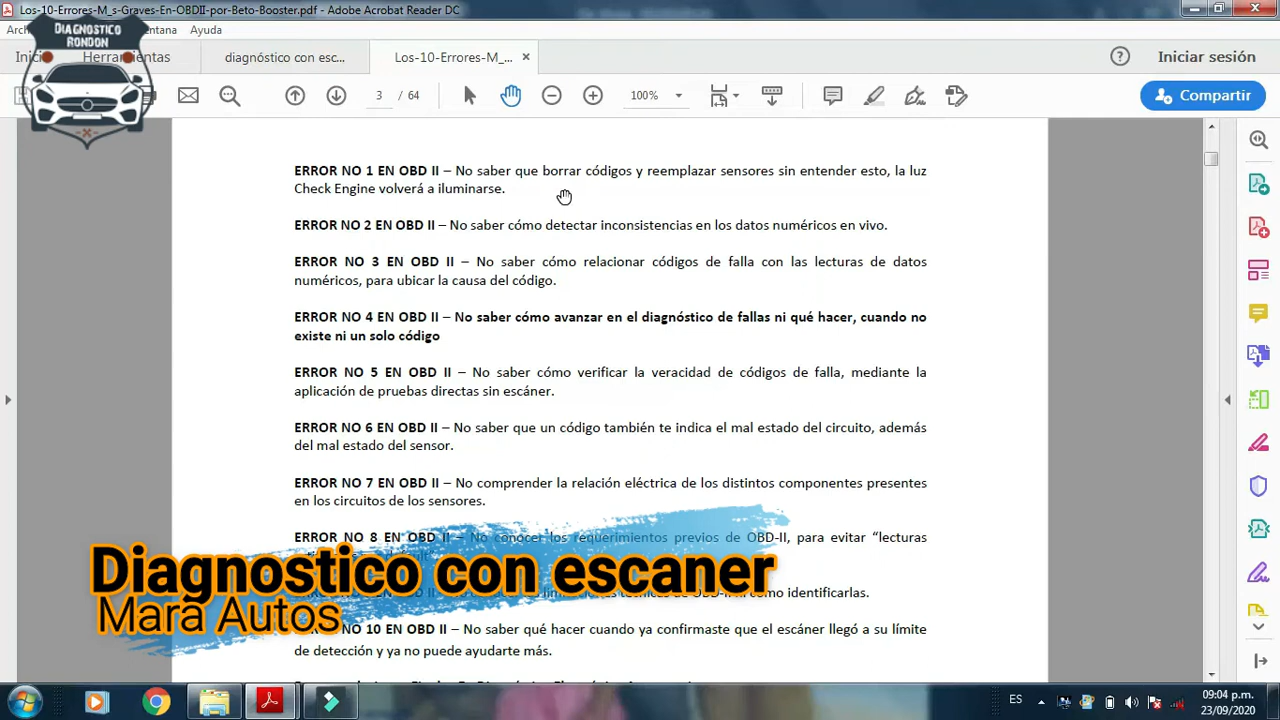 Los-10-Errores-M_s-Graves-En-OBDII-por-Beto-Booster.pdf - Adobe Acrobat Reader DC
DIAGNOSTICO
RONDON
Ayuda
Herramientas
diagnóstico con esc...
Los-10-Errores-M_... ×
Iniciar sesión
3 / 64
100%
Compartir
ERROR NO 1 EN OBD II – No saber que borrar códigos y reemplazar sensores sin entender esto, la luz
Check Engine volverá a iluminarse.
ERROR NO 2 EN OBD II – No saber cómo detectar inconsistencias en los datos numéricos en vivo.
ERROR NO 3 EN OBD II – No saber cómo relacionar códigos de falla con las lecturas de datos
numéricos, para ubicar la causa del código.
ERROR NO 4 EN OBD II – No saber cómo avanzar en el diagnóstico de fallas ni qué hacer, cuando no
existe ni un solo código
ERROR NO 5 EN OBD II – No saber cómo verificar la veracidad de códigos de falla, mediante la
aplicación de pruebas directas sin escáner.
ERROR NO 6 EN OBD II – No saber que un código también te indica el mal estado del circuito, además
del mal estado del sensor.
ERROR NO 7 EN OBD II – No comprender la relación eléctrica de los distintos componentes presentes
en los circuitos de los sensores.
ERROR NO 8 EN OBD II – No conocer los requerimientos previos de OBD-II, para evitar “lecturas
Diagnostico con escaner
técnicas de OBD-II ni cómo identificarlas.
Mara Autos
NO 10 EN OBD II – No saber qué hacer cuando ya confirmaste que el escáner llegó a su límite
de detección y ya no puede ayudarte más.
ES
09:04 p.m.
23/09/2020